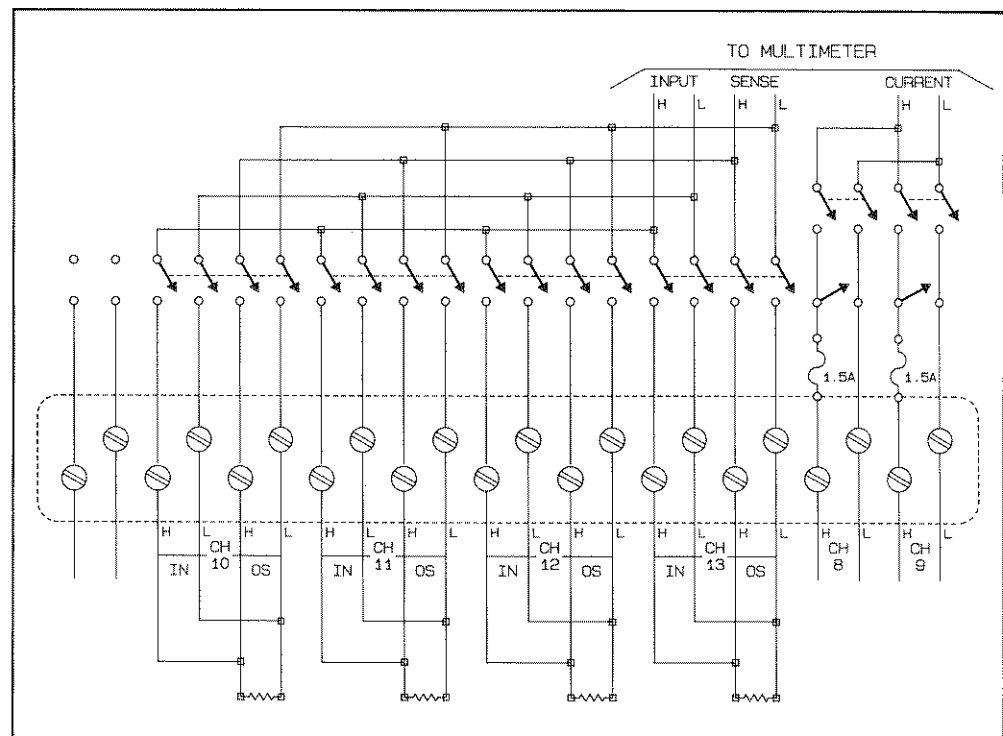 TO MULTIMETER
INPUT SENSE CURRENT
H L H L H L
1.5A 1.5A
H L H L H L H L H L H L H L H L H L H L
CH 10 CH 11 CH 12 CH 13 CH 8 CH 9
IN OS IN OS IN OS IN OS